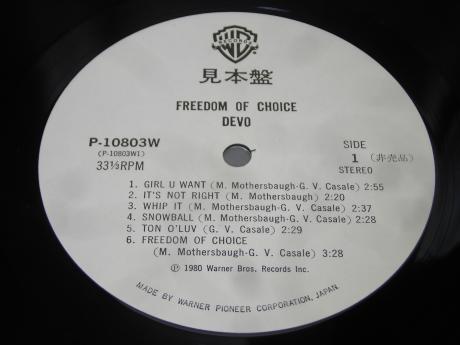 WB
RECORDS
見本盤
FREEDOM OF CHOICE
DEVO
P-10803W
(P-10803W1)
33⅓RPM
SIDE
1 (非売品)
STEREO
1. GIRL U WANT (M. Mothersbaugh-G. V. Casale) 2:55
2. IT'S NOT RIGHT (M. Mothersbaugh) 2:20
3. WHIP IT (M. Mothersbaugh-G. V. Casale) 2:37
4. SNOWBALL (M. Mothersbaugh-G. V. Casale) 2:28
5. TON O'LUV (G. V. Casale) 2:29
6. FREEDOM OF CHOICE
(M. Mothersbaugh-G. V. Casale) 3:28
Ⓟ 1980 Warner Bros. Records Inc.
MADE BY WARNER PIONEER CORPORATION, JAPAN.